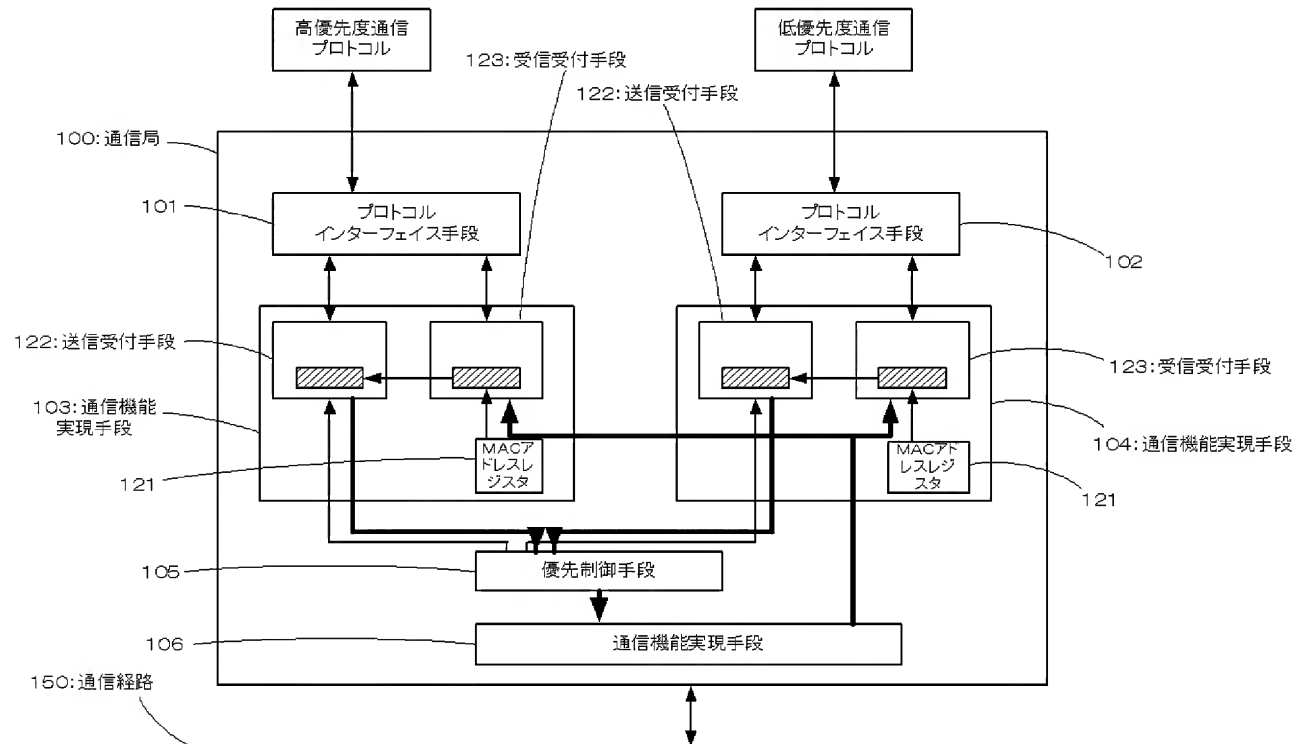 高優先度通信
プロトコル
低優先度通信
プロトコル
123:受信受付手段
122:送信受付手段
100:通信局
101
プロトコル
インターフェイス手段
プロトコル
インターフェイス手段
102
122:送信受付手段
123:受信受付手段
103:通信機能
実現手段
104:通信機能実現手段
MACア
ドレスレ
ジスタ
121
MACアド
レスレジ
スタ
121
105
優先制御手段
106
通信機能実現手段
150:通信経路